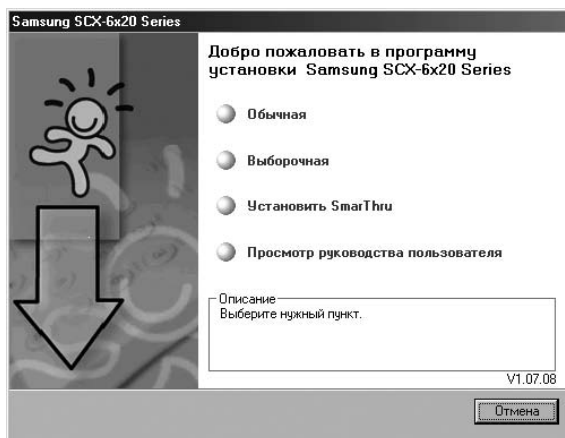 Samsung SCX-6x20 Series
Добро пожаловать в программу
установки Samsung SCX-6x20 Series
Обычная
Выборочная
Установить SmarThru
Просмотр руководства пользователя
Описание
Выберите нужный пункт.
V1.07.08
Отмена